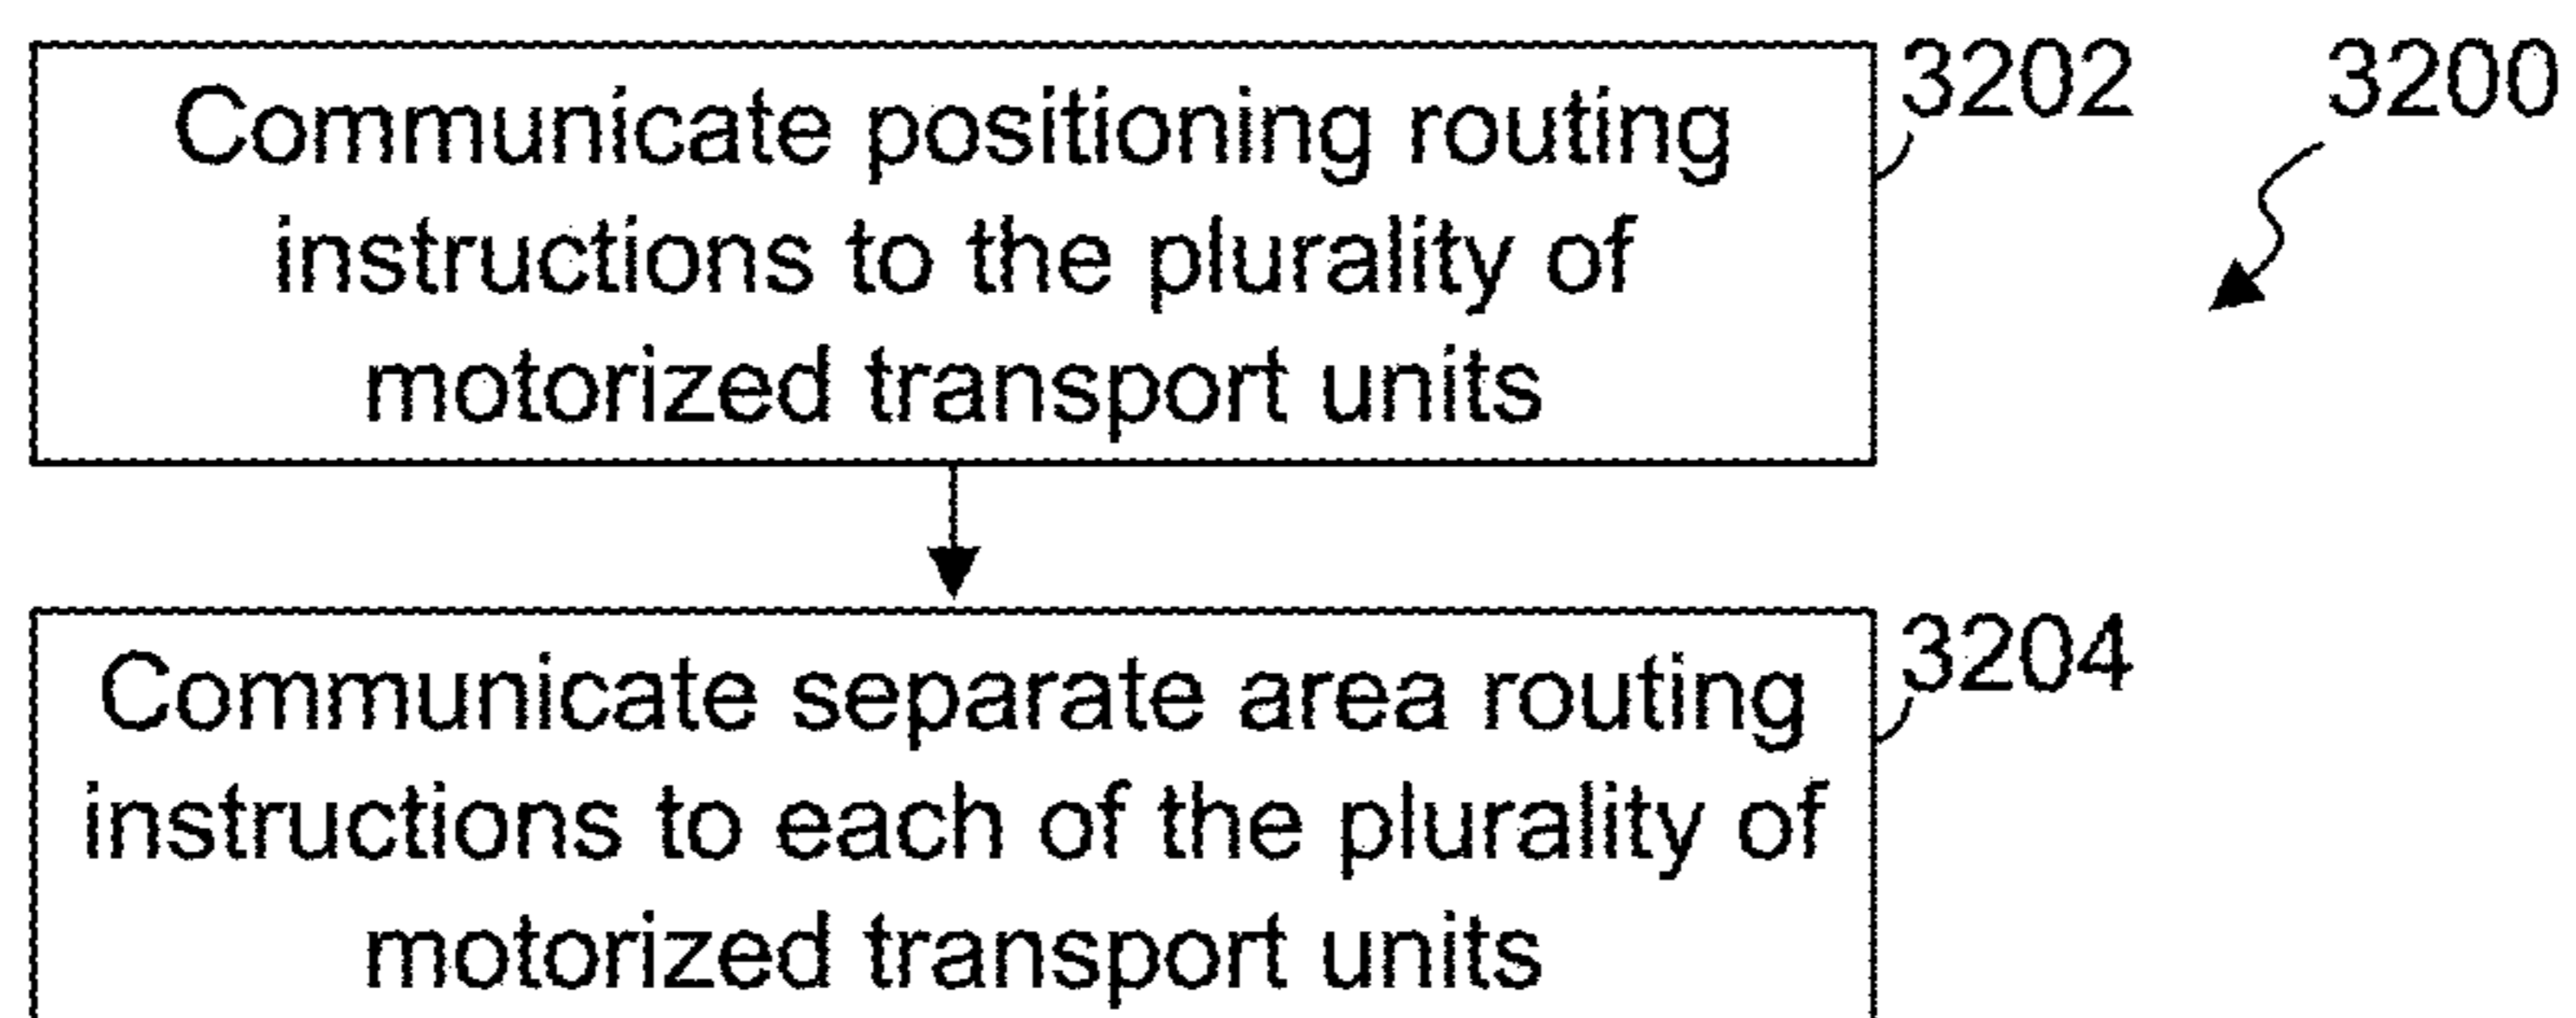 Communicate positioning routing
instructions to the plurality of
motorized transport units
3202
3200
Communicate separate area routing
instructions to each of the plurality of
motorized transport units
3204